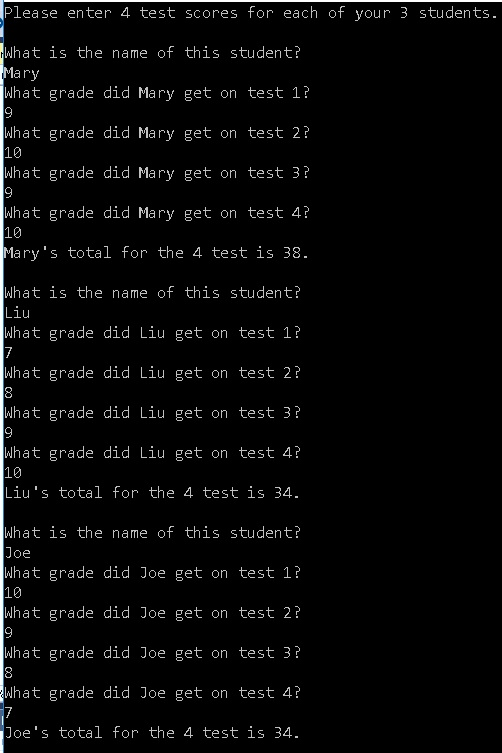 Please enter 4 test scores for each of your 3 students.
What is the name of this student?
Mary
What grade did Mary get on test 1?
9
What grade did Mary get on test 2?
10
What grade did Mary get on test 3?
9
What grade did Mary get on test 4?
10
Mary's total for the 4 test is 38.
What is the name of this student?
Liu
What grade did Liu get on test 1?
7
What grade did Liu get on test 2?
8
What grade did Liu get on test 3?
9
What grade did Liu get on test 4?
10
Liu's total for the 4 test is 34.
What is the name of this student?
Joe
What grade did Joe get on test 1?
10
What grade did Joe get on test 2?
9
What grade did Joe get on test 3?
8
What grade did Joe get on test 4?
7
Joe's total for the 4 test is 34.